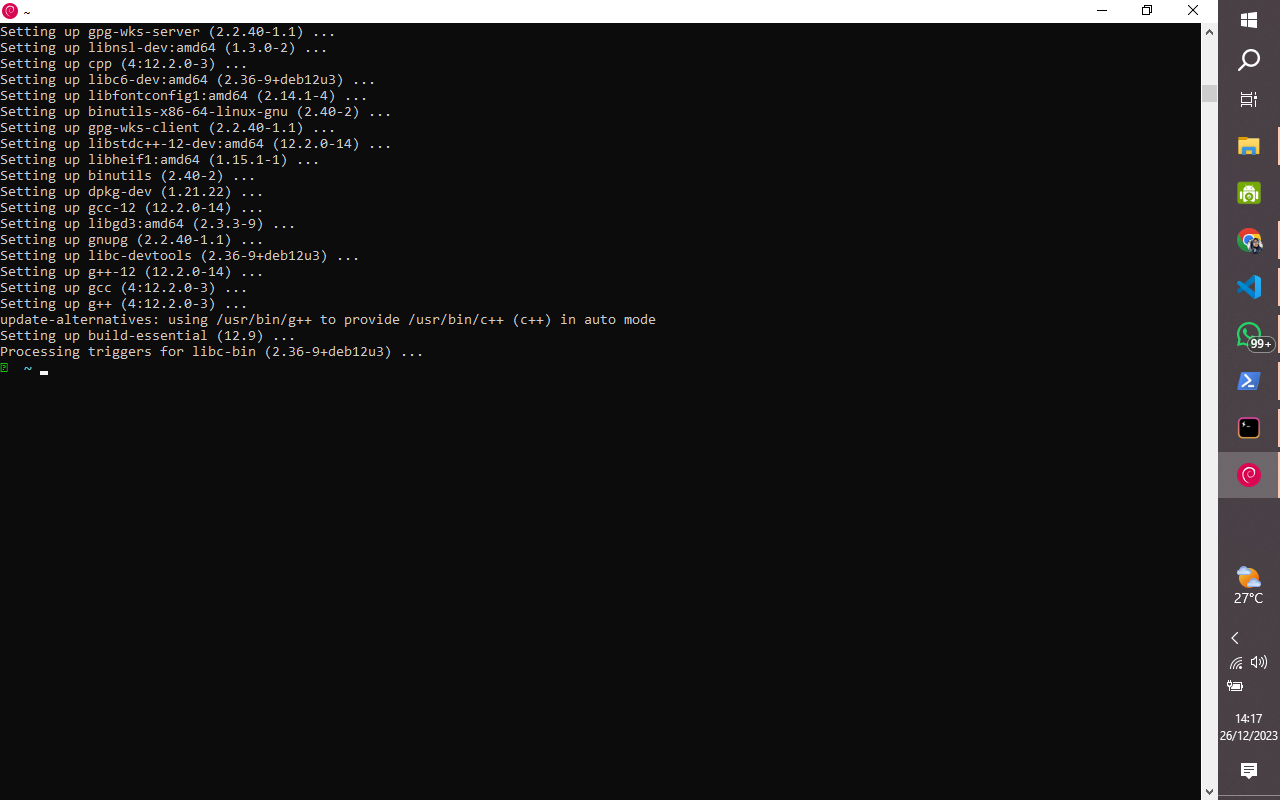 ~
Setting up gpg-wks-server (2.2.40-1.1) ...
Setting up libnsl-dev:amd64 (1.3.0-2) ...
Setting up cpp (4:12.2.0-3) ...
Setting up libc6-dev:amd64 (2.36-9+deb12u3) ...
Setting up libfontconfig1:amd64 (2.14.1-4) ...
Setting up binutils-x86-64-linux-gnu (2.40-2) ...
Setting up gpg-wks-client (2.2.40-1.1) ...
Setting up libstdc++-12-dev:amd64 (12.2.0-14) ...
Setting up libheif1:amd64 (1.15.1-1) ...
Setting up binutils (2.40-2) ...
Setting up dpkg-dev (1.21.22) ...
Setting up gcc-12 (12.2.0-14) ...
Setting up libgd3:amd64 (2.3.3-9) ...
Setting up gnupg (2.2.40-1.1) ...
Setting up libc-devtools (2.36-9+deb12u3) ...
Setting up g++-12 (12.2.0-14) ...
Setting up gcc (4:12.2.0-3) ...
Setting up g++ (4:12.2.0-3) ...
update-alternatives: using /usr/bin/g++ to provide /usr/bin/c++ (c++) in auto mode
Setting up build-essential (12.9) ...
Processing triggers for libc-bin (2.36-9+deb12u3) ...
~
99+
27°C
14:17
26/12/2023